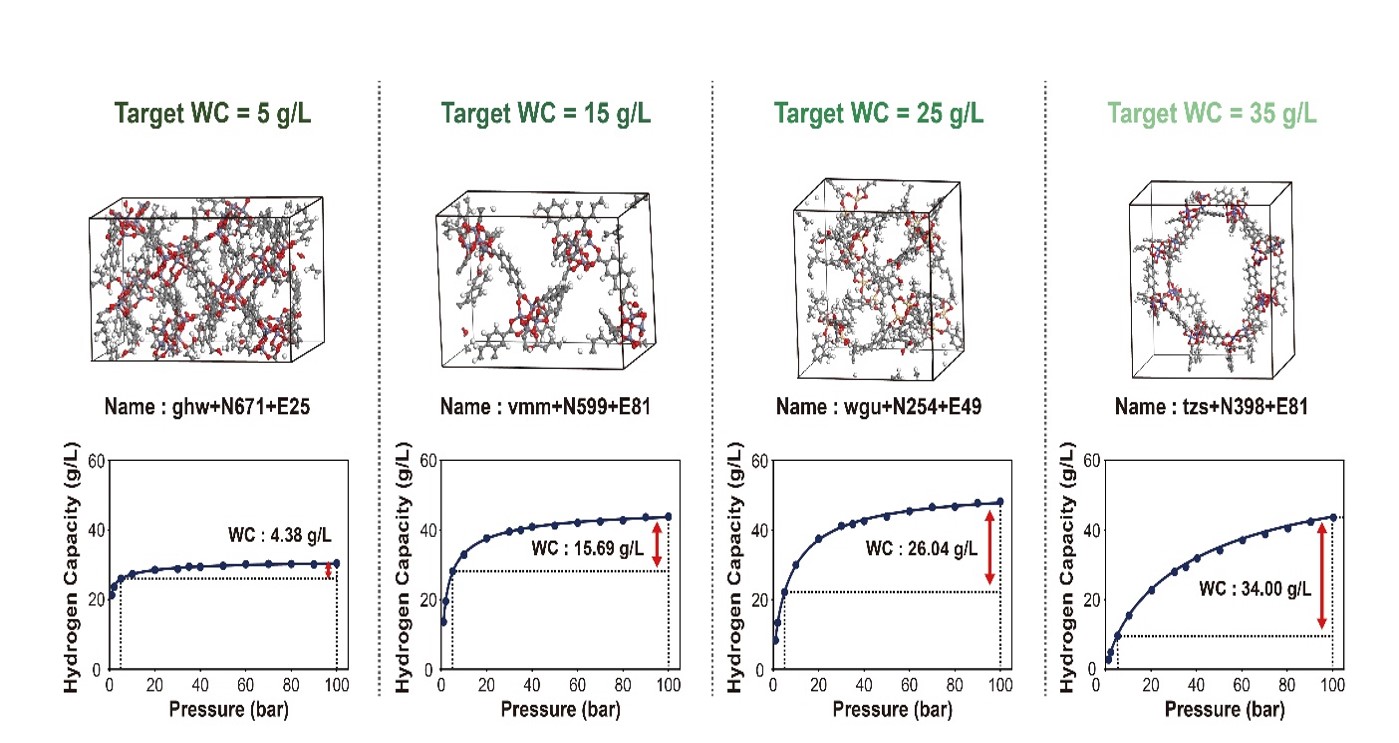 Target WC = 5 g/L
Target WC = 15 g/L
Target WC = 25 g/L
Target WC = 35 g/L
Name : ghw+N671+E25
Name : vmm+N599+E81
Name : wgu+N254+E49
Name : tzs+N398+E81
Hydrogen Capacity (g/L)
60
40
20
0
WC : 4.38 g/L
0 20 40 60 80 100
Pressure (bar)
Hydrogen Capacity (g/L)
60
40
20
0
WC : 15.69 g/L
0 20 40 60 80 100
Pressure (bar)
Hydrogen Capacity (g/L)
60
40
20
0
WC : 26.04 g/L
0 20 40 60 80 100
Pressure (bar)
Hydrogen Capacity (g/L)
60
40
20
0
WC : 34.00 g/L
0 20 40 60 80 100
Pressure (bar)